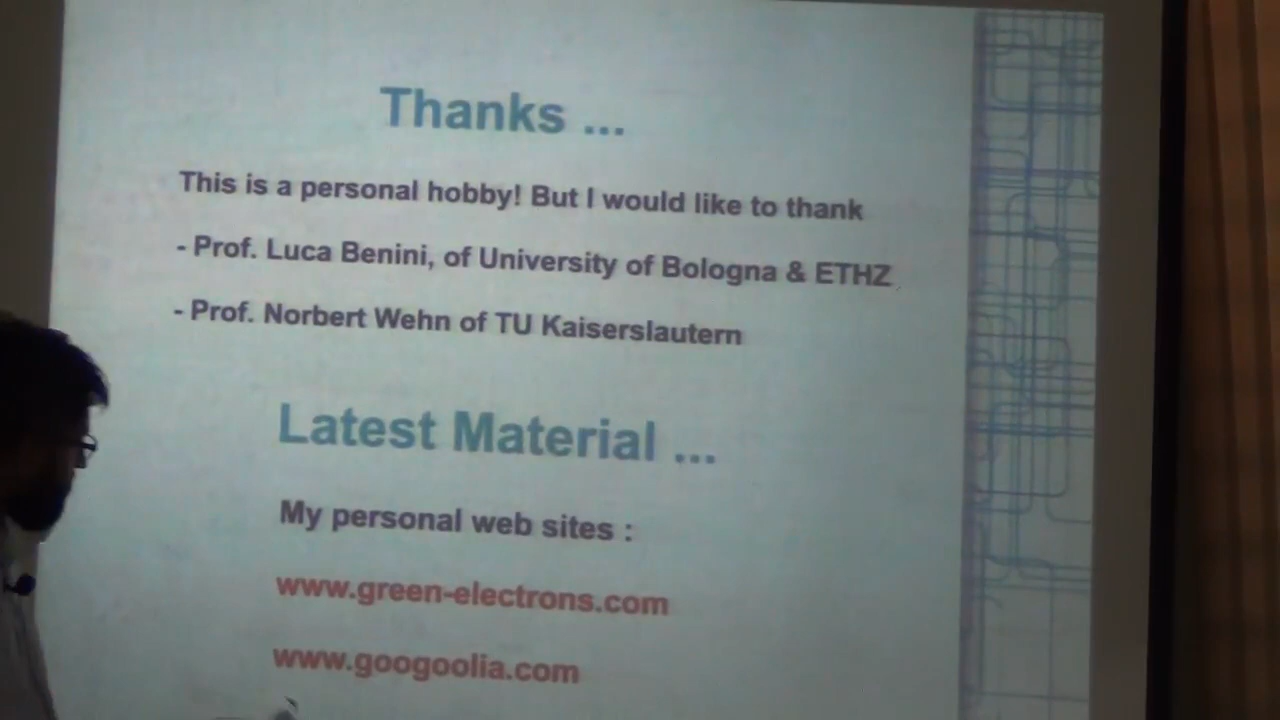 Thanks ...
This is a personal hobby! But I would like to thank
- Prof. Luca Benini, of University of Bologna & ETHZ
- Prof. Norbert Wehn of TU Kaiserslautern
Latest Material ...
My personal web sites :
www.green-electrons.com
www.googoolia.com